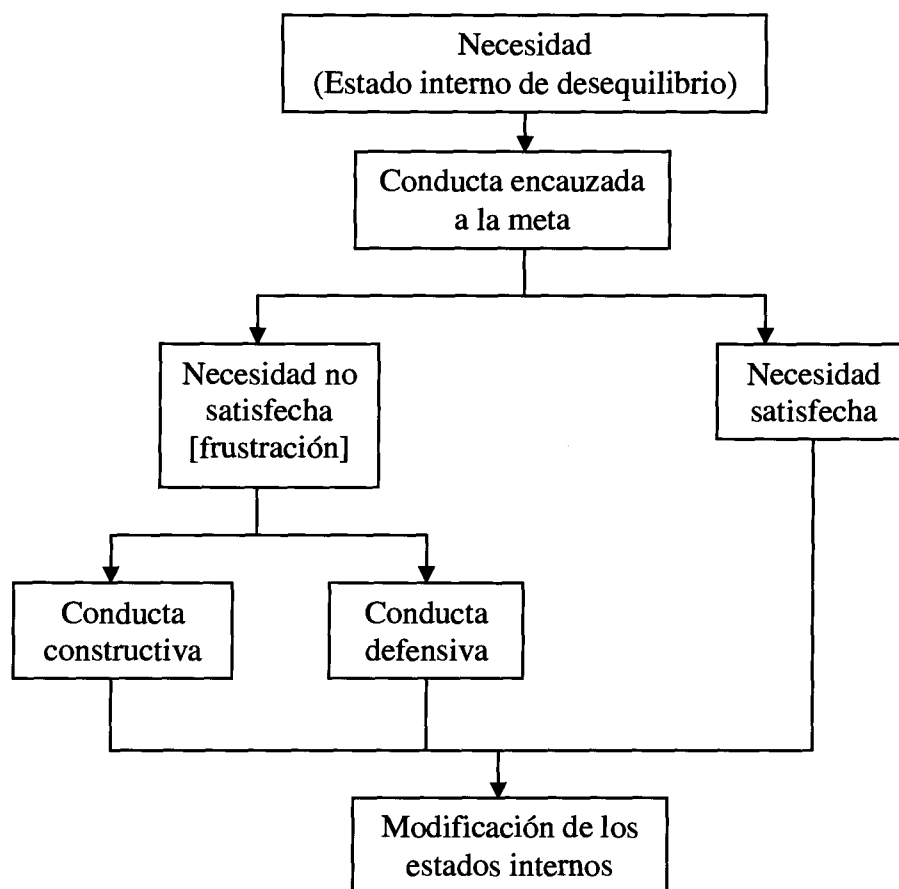 Necesidad
(Estado interno de desequilibrio)
Conducta encauzada
a la meta
Necesidad no
satisfecha
[frustración]
Necesidad
satisfecha
Conducta
constructiva
Conducta
defensiva
Modificación de los
estados internos